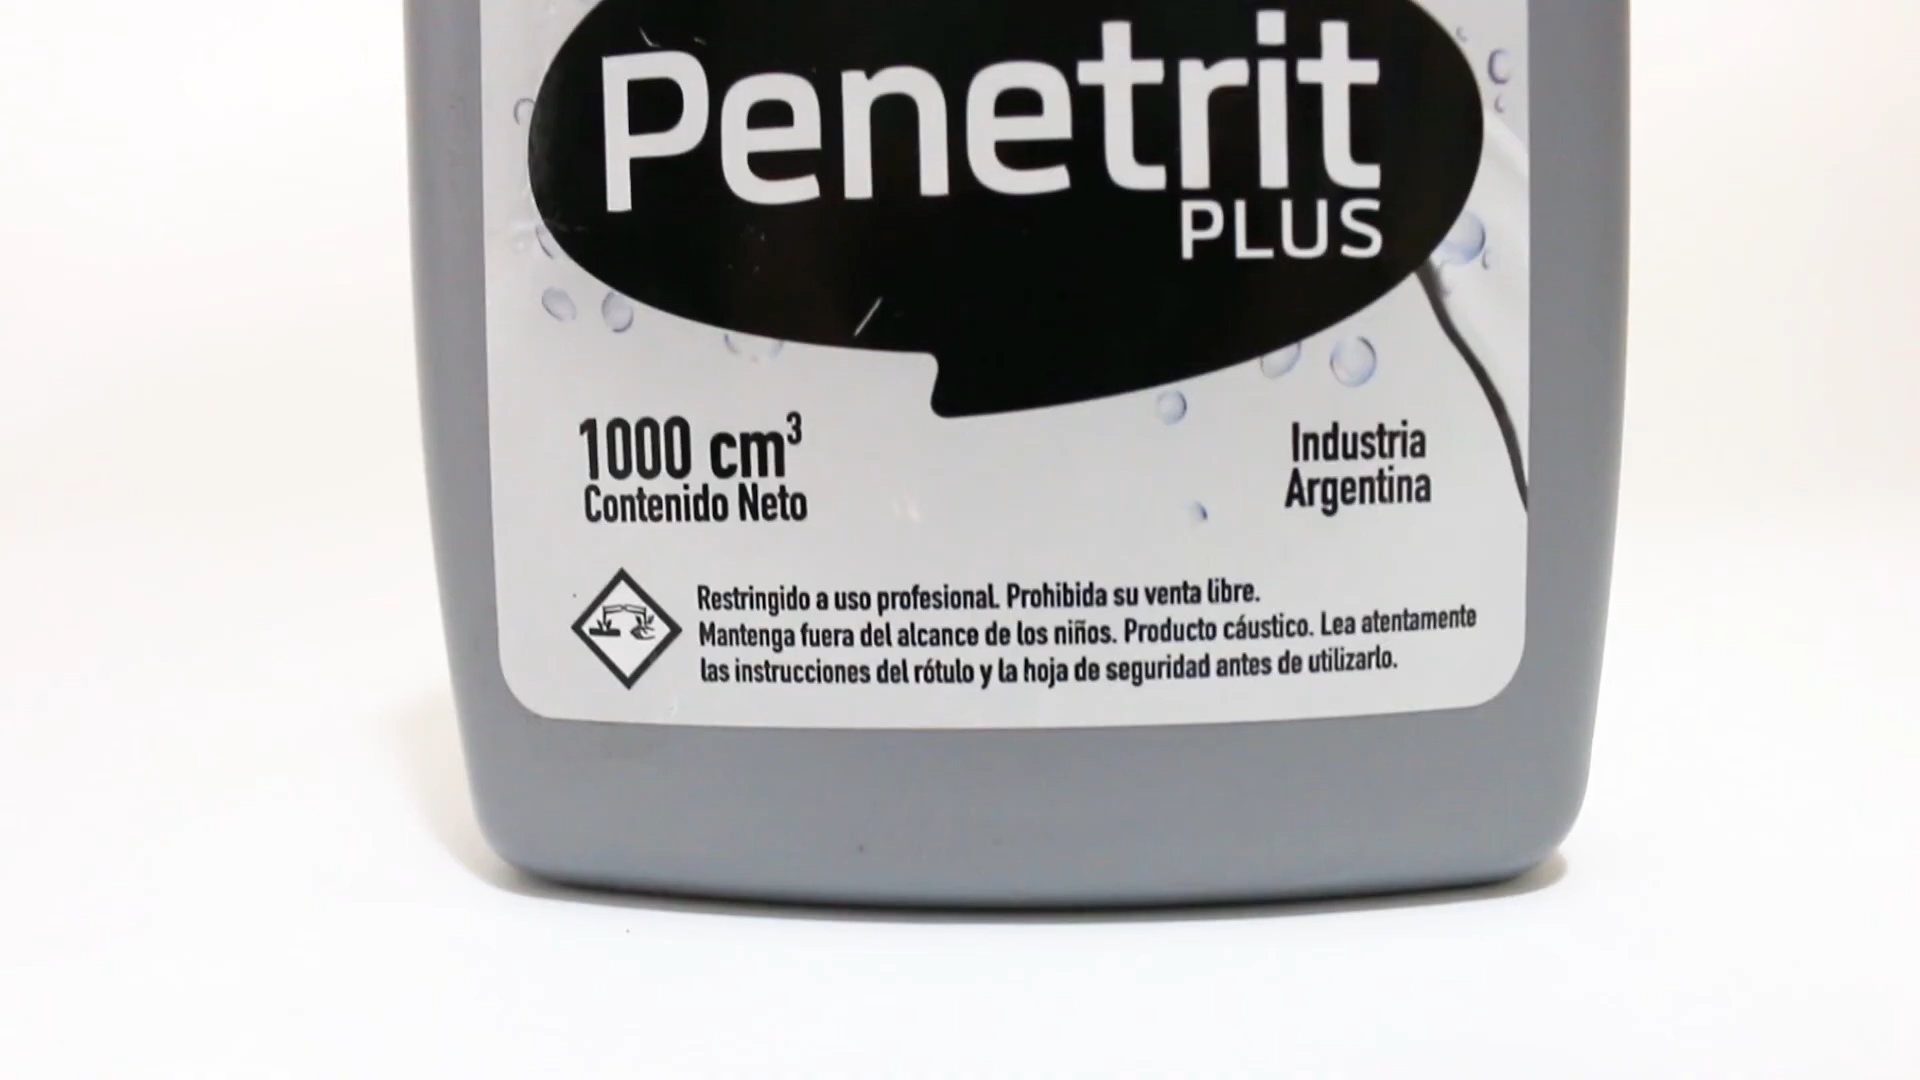 Penetrit
PLUS
1000 cm³
Contenido Neto
Industria
Argentina
Restringido a uso profesional. Prohibida su venta libre.
Mantenga fuera del alcance de los niños. Producto cáustico. Lea atentamente
las instrucciones del rótulo y la hoja de seguridad antes de utilizarlo.